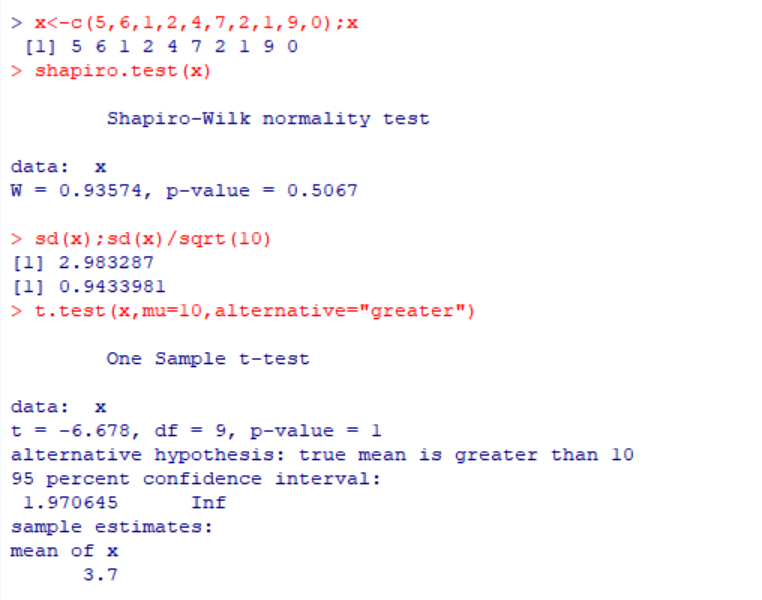 > x<-c(5,6,1,2,4,7,2,1,9,0);x
[1] 5 6 1 2 4 7 2 1 9 0
> shapiro.test(x)
Shapiro-Wilk normality test
data: x
W = 0.93574, p-value = 0.5067
> sd(x);sd(x)/sqrt(10)
[1] 2.983287
[1] 0.9433981
> t.test(x,mu=10,alternative="greater")
One Sample t-test
data: x
t = -6.678, df = 9, p-value = 1
alternative hypothesis: true mean is greater than 10
95 percent confidence interval:
1.970645 Inf
sample estimates:
mean of x
3.7